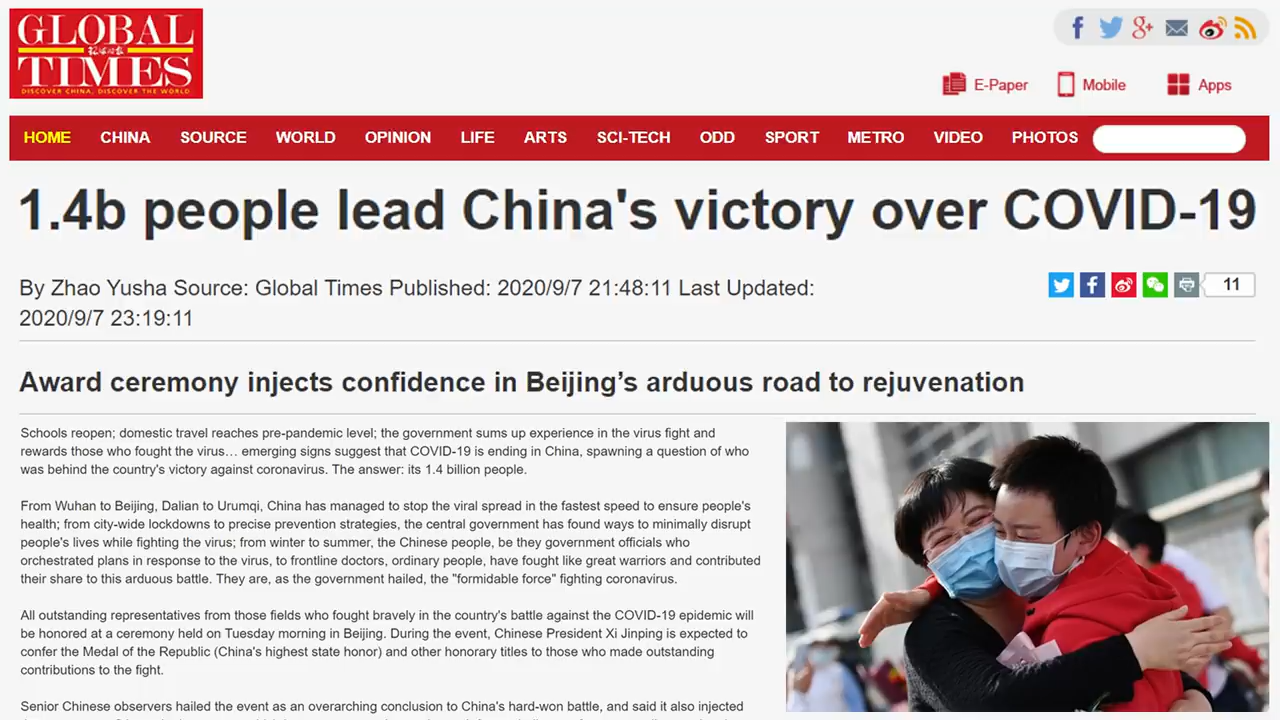 GLOBAL
环球时报
TIMES
DISCOVER CHINA, DISCOVER THE WORLD
E-Paper
Mobile
Apps
HOME
CHINA
SOURCE
WORLD
OPINION
LIFE
ARTS
SCI-TECH
ODD
SPORT
METRO
VIDEO
PHOTOS
1.4b people lead China's victory over COVID-19
By Zhao Yusha Source: Global Times Published: 2020/9/7 21:48:11 Last Updated:
2020/9/7 23:19:11
11
Award ceremony injects confidence in Beijing’s arduous road to rejuvenation
Schools reopen; domestic travel reaches pre-pandemic level; the government sums up experience in the virus fight and
rewards those who fought the virus… emerging signs suggest that COVID-19 is ending in China, spawning a question of who
was behind the country's victory against coronavirus. The answer: its 1.4 billion people.
From Wuhan to Beijing, Dalian to Urumqi, China has managed to stop the viral spread in the fastest speed to ensure people's
health; from city-wide lockdowns to precise prevention strategies, the central government has found ways to minimally disrupt
people's lives while fighting the virus; from winter to summer, the Chinese people, be they government officials who
orchestrated plans in response to the virus, to frontline doctors, ordinary people, have fought like great warriors and contributed
their share to this arduous battle. They are, as the government hailed, the "formidable force" fighting coronavirus.
All outstanding representatives from those fields who fought bravely in the country's battle against the COVID-19 epidemic will
be honored at a ceremony held on Tuesday morning in Beijing. During the event, Chinese President Xi Jinping is expected to
confer the Medal of the Republic (China's highest state honor) and other honorary titles to those who made outstanding
contributions to the fight.
Senior Chinese observers hailed the event as an overarching conclusion to China's hard-won battle, and said it also injected